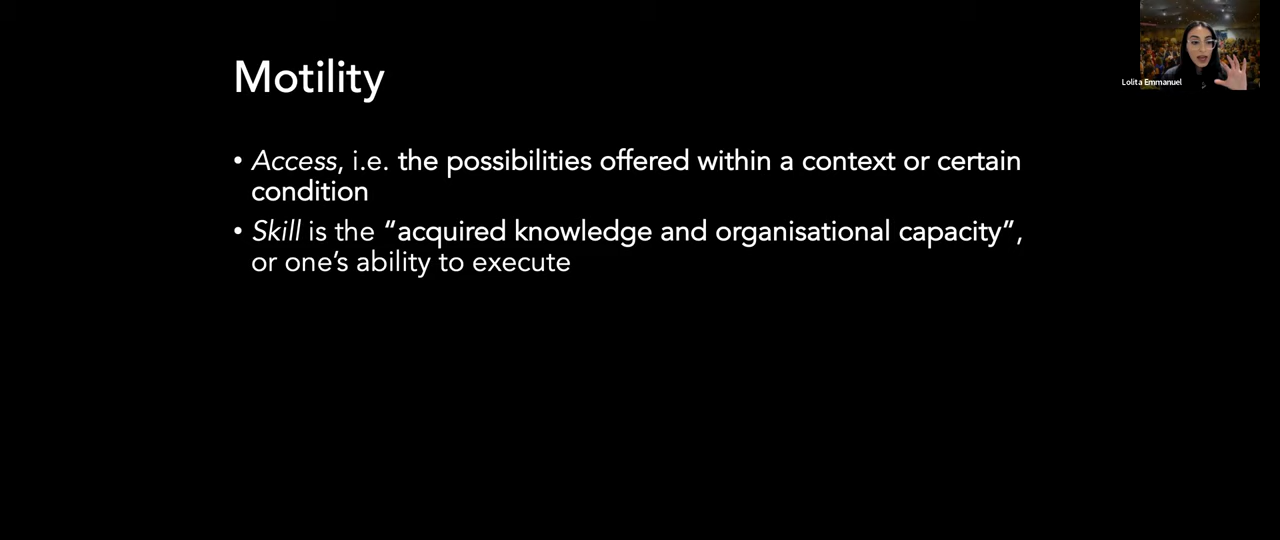 Motility
Lolita Emmanuel
• Access, i.e. the possibilities offered within a context or certain
condition
• Skill is the “acquired knowledge and organisational capacity”,
or one’s ability to execute